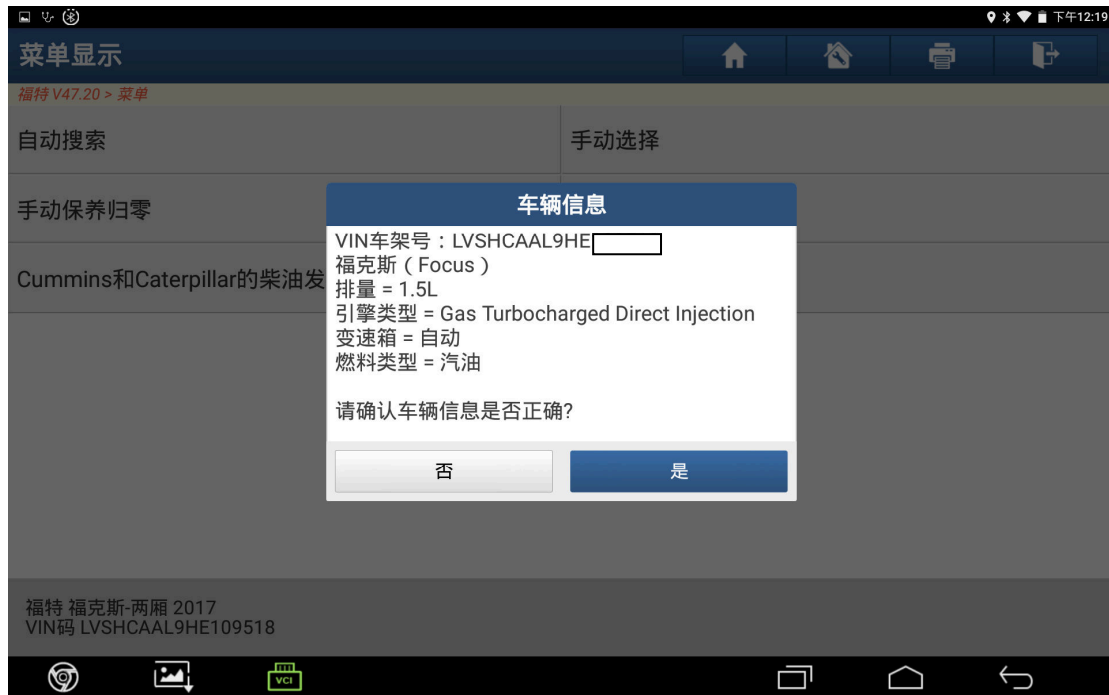 下午12:19
菜单显示
福特 V47.20 > 菜单
自动搜索
手动选择
手动保养归零
Cummins和Caterpillar的柴油发
车辆信息
VIN车架号：LVSHCAAL9HE
福克斯（Focus）
排量 = 1.5L
引擎类型 = Gas Turbocharged Direct Injection
变速箱 = 自动
燃料类型 = 汽油
请确认车辆信息是否正确?
否
是
福特 福克斯-两厢 2017
VIN码 LVSHCAAL9HE109518
VCI